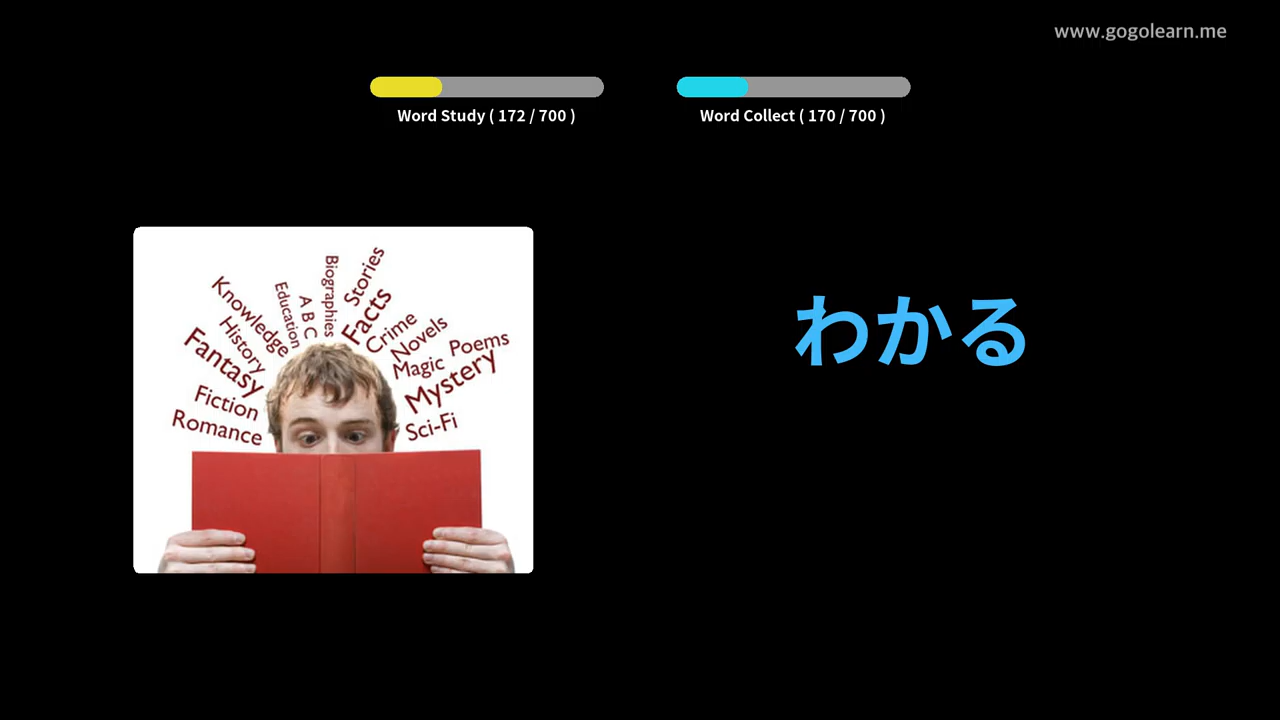 www.gogolearn.me
Word Study ( 172 / 700 )
Word Collect ( 170 / 700 )
わかる
Biographies
Stories
Education
A B C
Facts
Knowledge
Crime
History
Novels
Poems
Fantasy
Magic
Mystery
Fiction
Romance
Sci-Fi